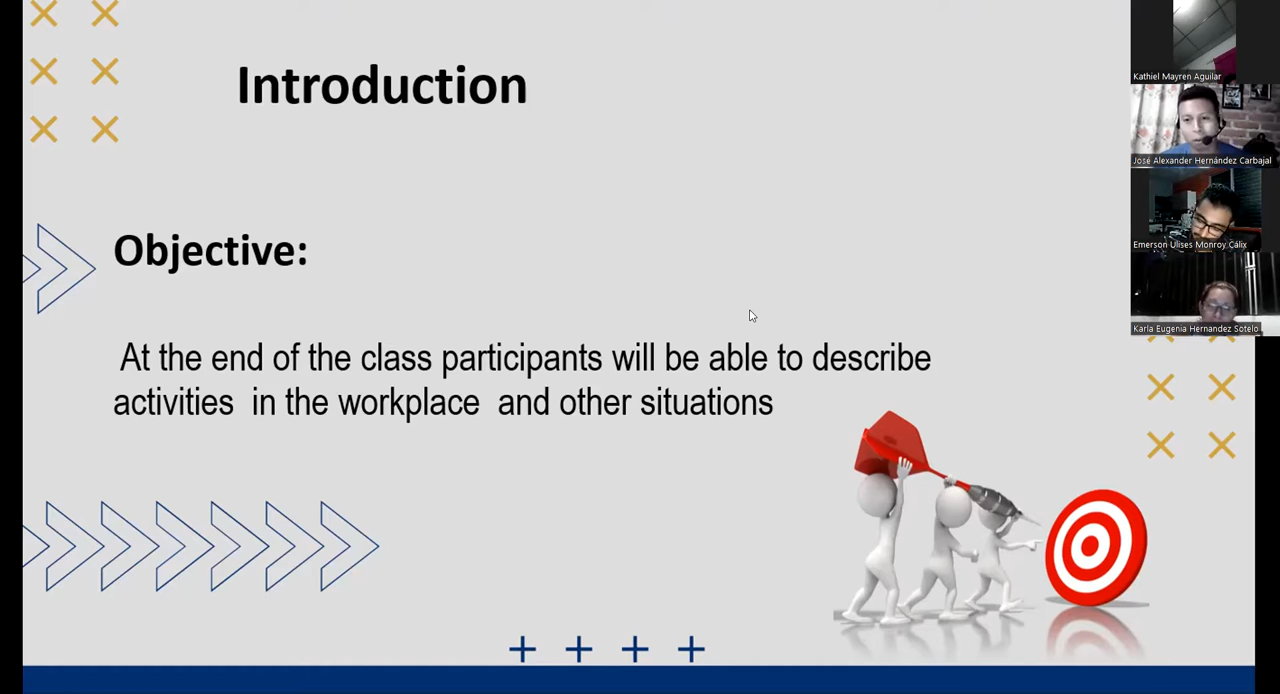 Introduction
Objective:
At the end of the class participants will be able to describe
activities in the workplace and other situations
Kathiel Mayren Aguilar
José Alexander Hernández Carbajal
Emerson Ulises Monroy Cálix
Karla Eugenia Hernandez Sotelo